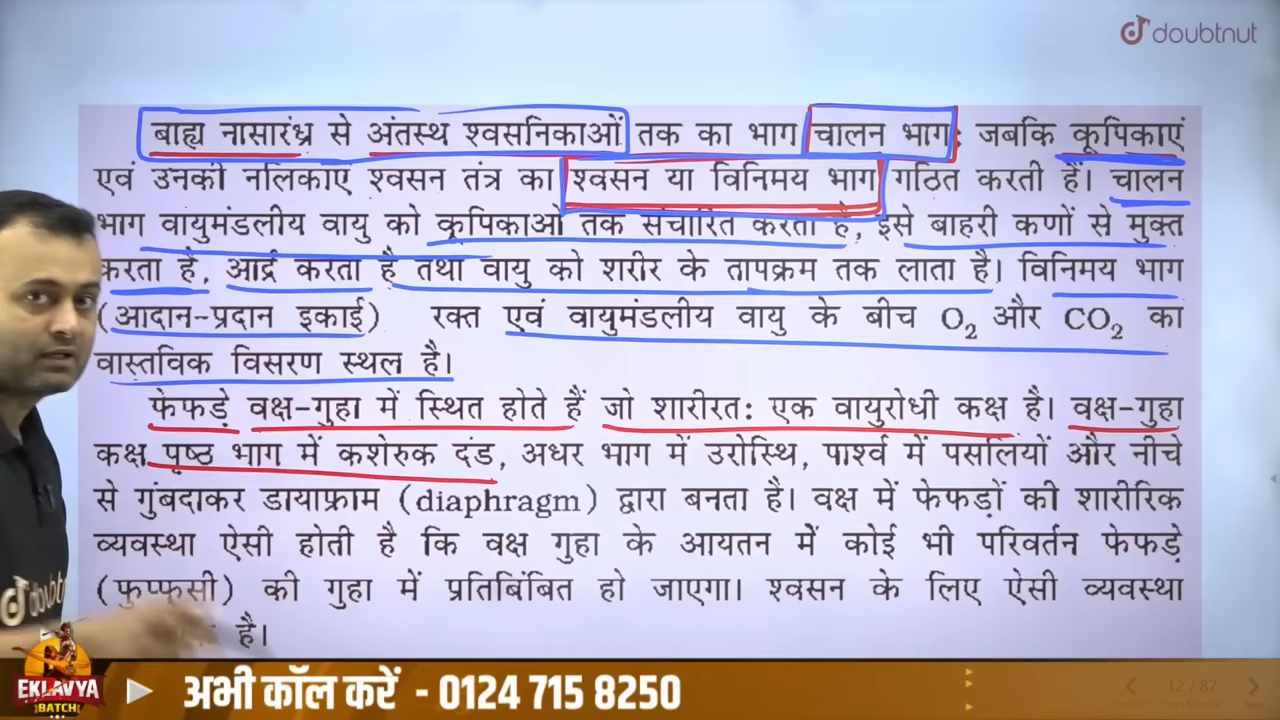 doubtnut
बाह्य नासारंध्र से अंतस्थ श्वसनिकाओं तक का भाग चालन भाग; जबकि कूपिकाएं
एवं उनकी नलिकाएं श्वसन तंत्र का श्वसन या विनिमय भाग गठित करती हैं। चालन
भाग वायुमंडलीय वायु को कूपिकाओं तक संचारित करता है, इसे बाहरी कणों से मुक्त
करता है, आर्द्र करता है तथा वायु को शरीर के तापक्रम तक लाता है। विनिमय भाग
(आदान-प्रदान इकाई) रक्त एवं वायुमंडलीय वायु के बीच O₂ और CO₂ का
वास्तविक विसरण स्थल है।
फेफड़े वक्ष-गुहा में स्थित होते हैं जो शारीरत: एक वायुरोधी कक्ष है। वक्ष-गुहा
कक्ष पृष्ठ भाग में कशेरुक दंड, अधर भाग में उरोस्थि, पार्श्व में पसलियों और नीचे
से गुंबदाकर डायाफ्राम (diaphragm) द्वारा बनता है। वक्ष में फेफड़ों की शारीरिक
व्यवस्था ऐसी होती है कि वक्ष गुहा के आयतन में कोई भी परिवर्तन फेफड़े
(फुप्फुसी) की गुहा में प्रतिबिंबित हो जाएगा। श्वसन के लिए ऐसी व्यवस्था
है।
doubt
EKLAVYA
BATCH
अभी कॉल करें - 0124 715 8250
12 / 87